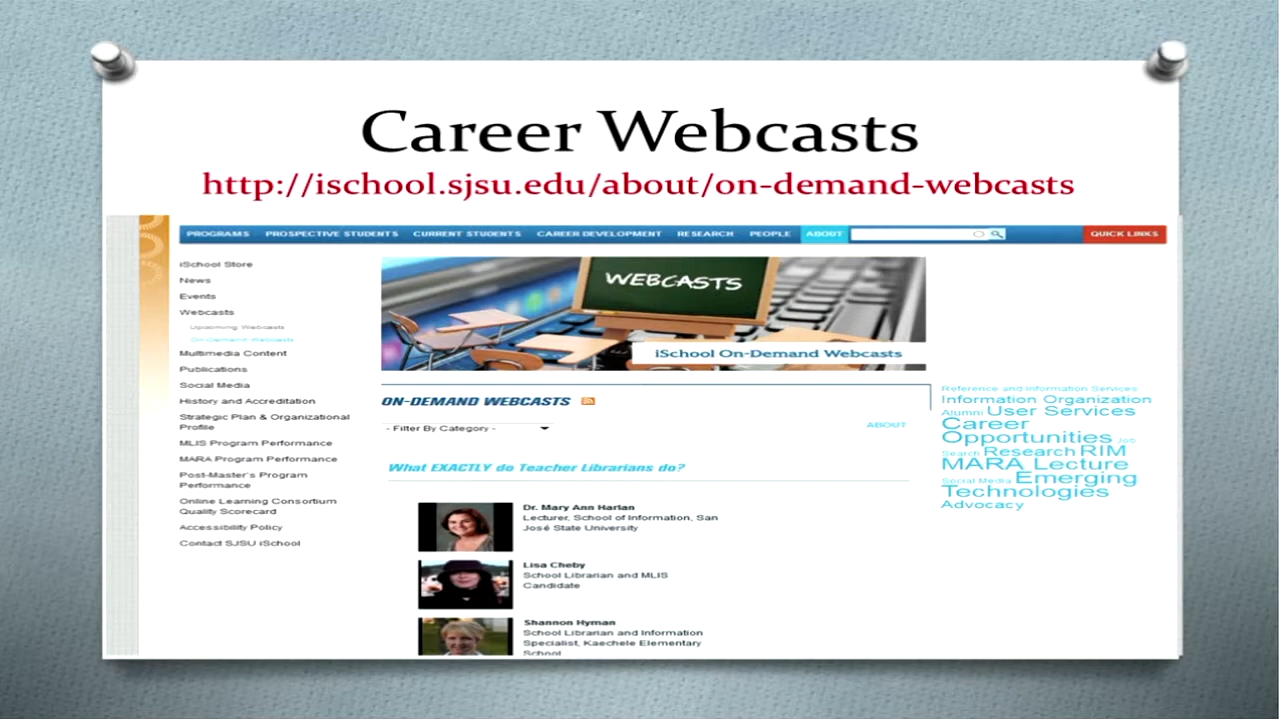 Career Webcasts
http://ischool.sjsu.edu/about/on-demand-webcasts
PROGRAMS PROSPECTIVE STUDENTS CURRENT STUDENTS CAREER DEVELOPMENT RESEARCH PEOPLE ABOUT QUICK LINKS
iSchool Store
News
Events
Webcasts
Upcoming Webcasts
On-Demand Webcasts
Multimedia Content
Publications
Social Media
History and Accreditation
Strategic Plan & Organizational
Profile
MLIS Program Performance
MARA Program Performance
Post-Master's Program
Performance
Online Learning Consortium
Quality Scorecard
Accessibility Policy
Contact SJSU iSchool
WEBCASTS
iSchool On-Demand Webcasts
ON-DEMAND WEBCASTS
- Filter By Category -
ABOUT
What EXACTLY do Teacher Librarians do?
Dr. Mary Ann Harlan
Lecturer, School of Information, San
José State University
Lisa Cheby
School Librarian and MLIS
Candidate
Shannon Hyman
School Librarian and Information
Specialist, Kaechele Elementary
School
Reference and Information Services
Information Organization
Alumni User Services
Career
Opportunities Job
Search Research RIM
MARA Lecture
Social Media Emerging
Technologies
Advocacy